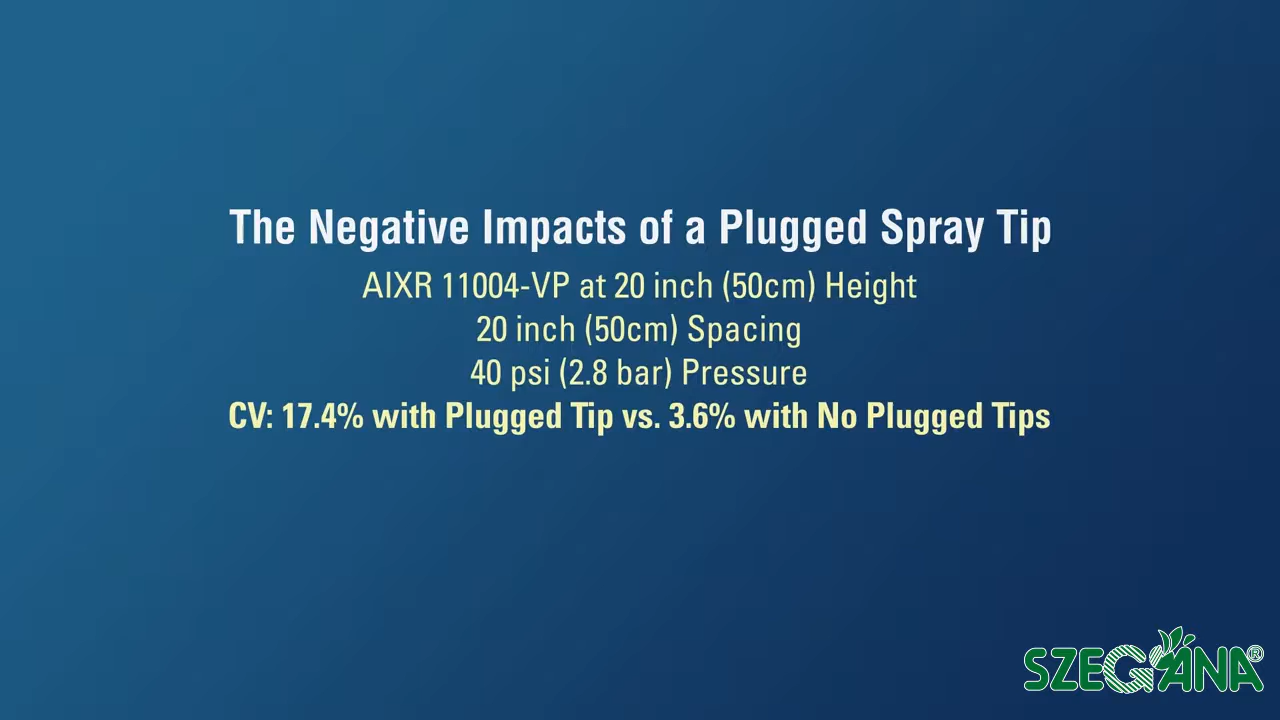 The Negative Impacts of a Plugged Spray Tip
AIXR 11004-VP at 20 inch (50cm) Height
20 inch (50cm) Spacing
40 psi (2.8 bar) Pressure
CV: 17.4% with Plugged Tip vs. 3.6% with No Plugged Tips
SZEGÁNA®